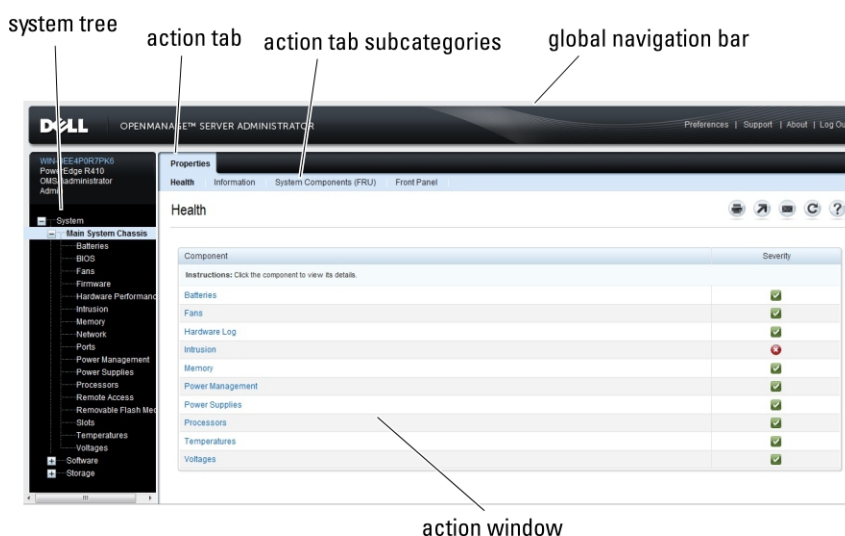 system tree
action tab
action tab subcategories
global navigation bar
DELL OPENMANAGE™ SERVER ADMINISTRATOR
Preferences | Support | About | Log Ou
PowerEdge R410
Admin
Properties
Health Information System Components (FRU) Front Panel
Health
System
Main System Chassis
Batteries
BIOS
Fans
Firmware
Hardware Performanc
Intrusion
Memory
Network
Ports
Power Management
Power Supplies
Processors
Remote Access
Removable Flash Med
Slots
Temperatures
Voltages
Software
Storage
Component Severity
Instructions: Click the component to view its details.
Batteries
Fans
Hardware Log
Intrusion
Memory
Power Management
Power Supplies
Processors
Temperatures
Voltages
action window